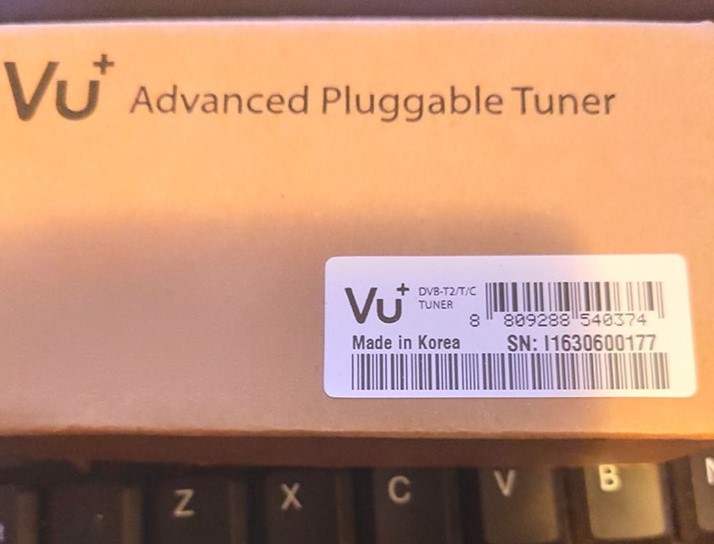 Vu+ Advanced Pluggable Tuner
Vu+ DVB-T2/T/C
TUNER
8 809288 540374
Made in Korea SN: I1630600177
Z X C V B